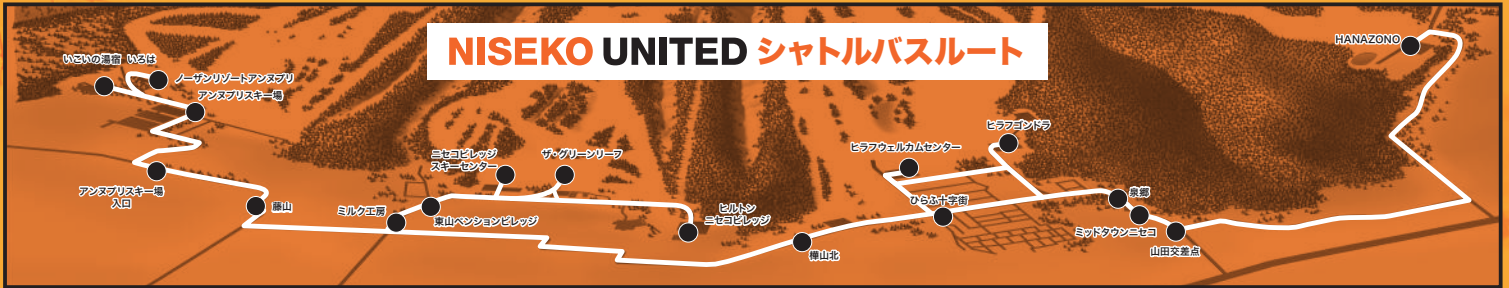 NISEKO UNITED シャトルバスルート
HANAZONO
いこいの湯宿 いろは
ノーザンリゾートアンヌプリ
アンヌプリスキー場
アンヌプリスキー場
入口
藤山
ミルク工房
東山ペンションビレッジ
ニセコビレッジ
スキーセンター
ザ・グリーンリーフ
ヒルトン
ニセコビレッジ
樺山北
ヒラフウェルカムセンター
ひらふ十字街
ヒラフゴンドラ
泉郷
ミッドタウンニセコ
山田交差点